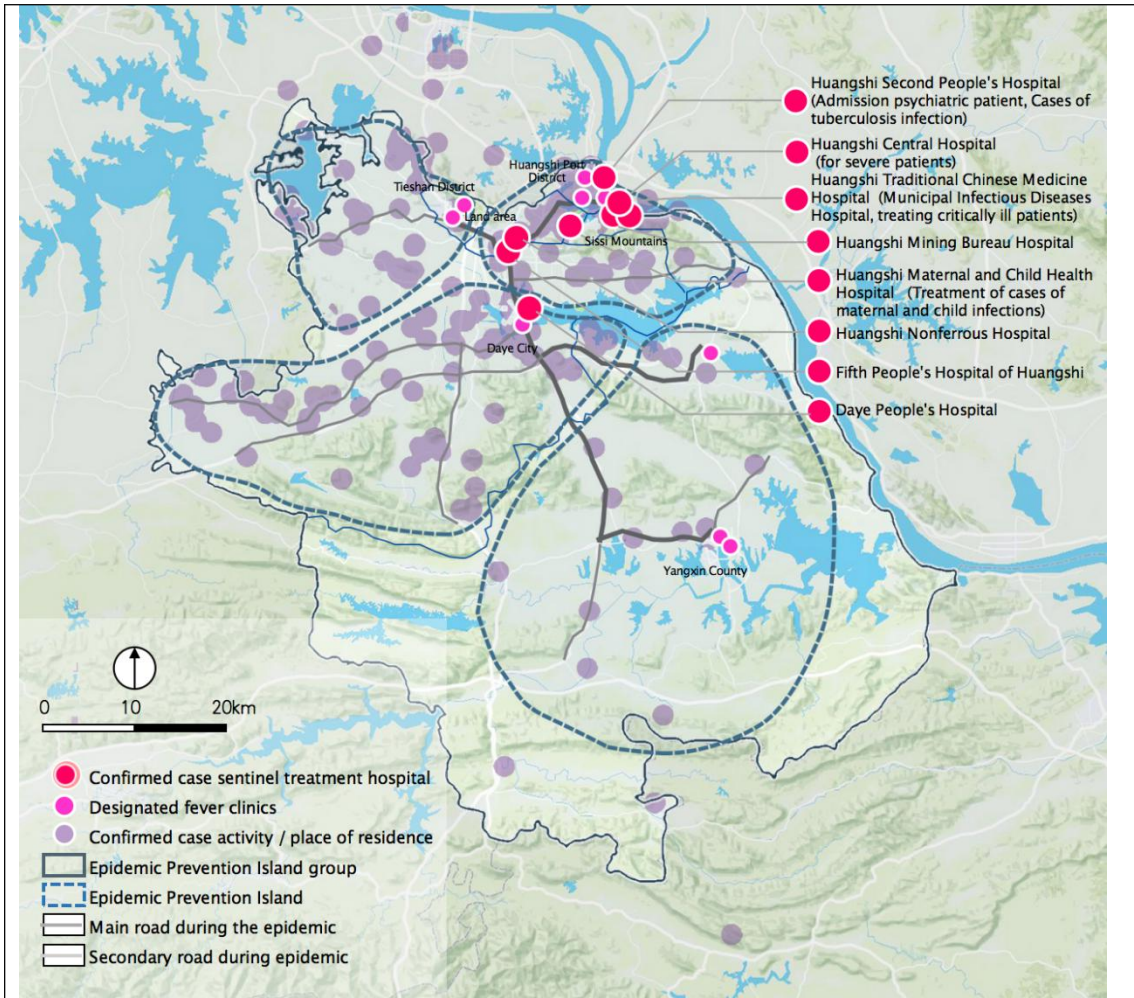 Huangshi Second People's Hospital
(Admission psychiatric patient, Cases of
tuberculosis infection)
Huangshi Central Hospital
(for severe patients)
Huangshi Traditional Chinese Medicine
Hospital (Municipal Infectious Diseases
Hospital, treating critically ill patients)
Huangshi Mining Bureau Hospital
Huangshi Maternal and Child Health
Hospital (Treatment of cases of
maternal and child infections)
Huangshi Nonferrous Hospital
Fifth People's Hospital of Huangshi
Daye People's Hospital
Huangshi Port
District
Tieshan District
Land area
Sissi Mountains
Daye City
Yangxin County
0 10 20km
Confirmed case sentinel treatment hospital
Designated fever clinics
Confirmed case activity / place of residence
Epidemic Prevention Island group
Epidemic Prevention Island
Main road during the epidemic
Secondary road during epidemic